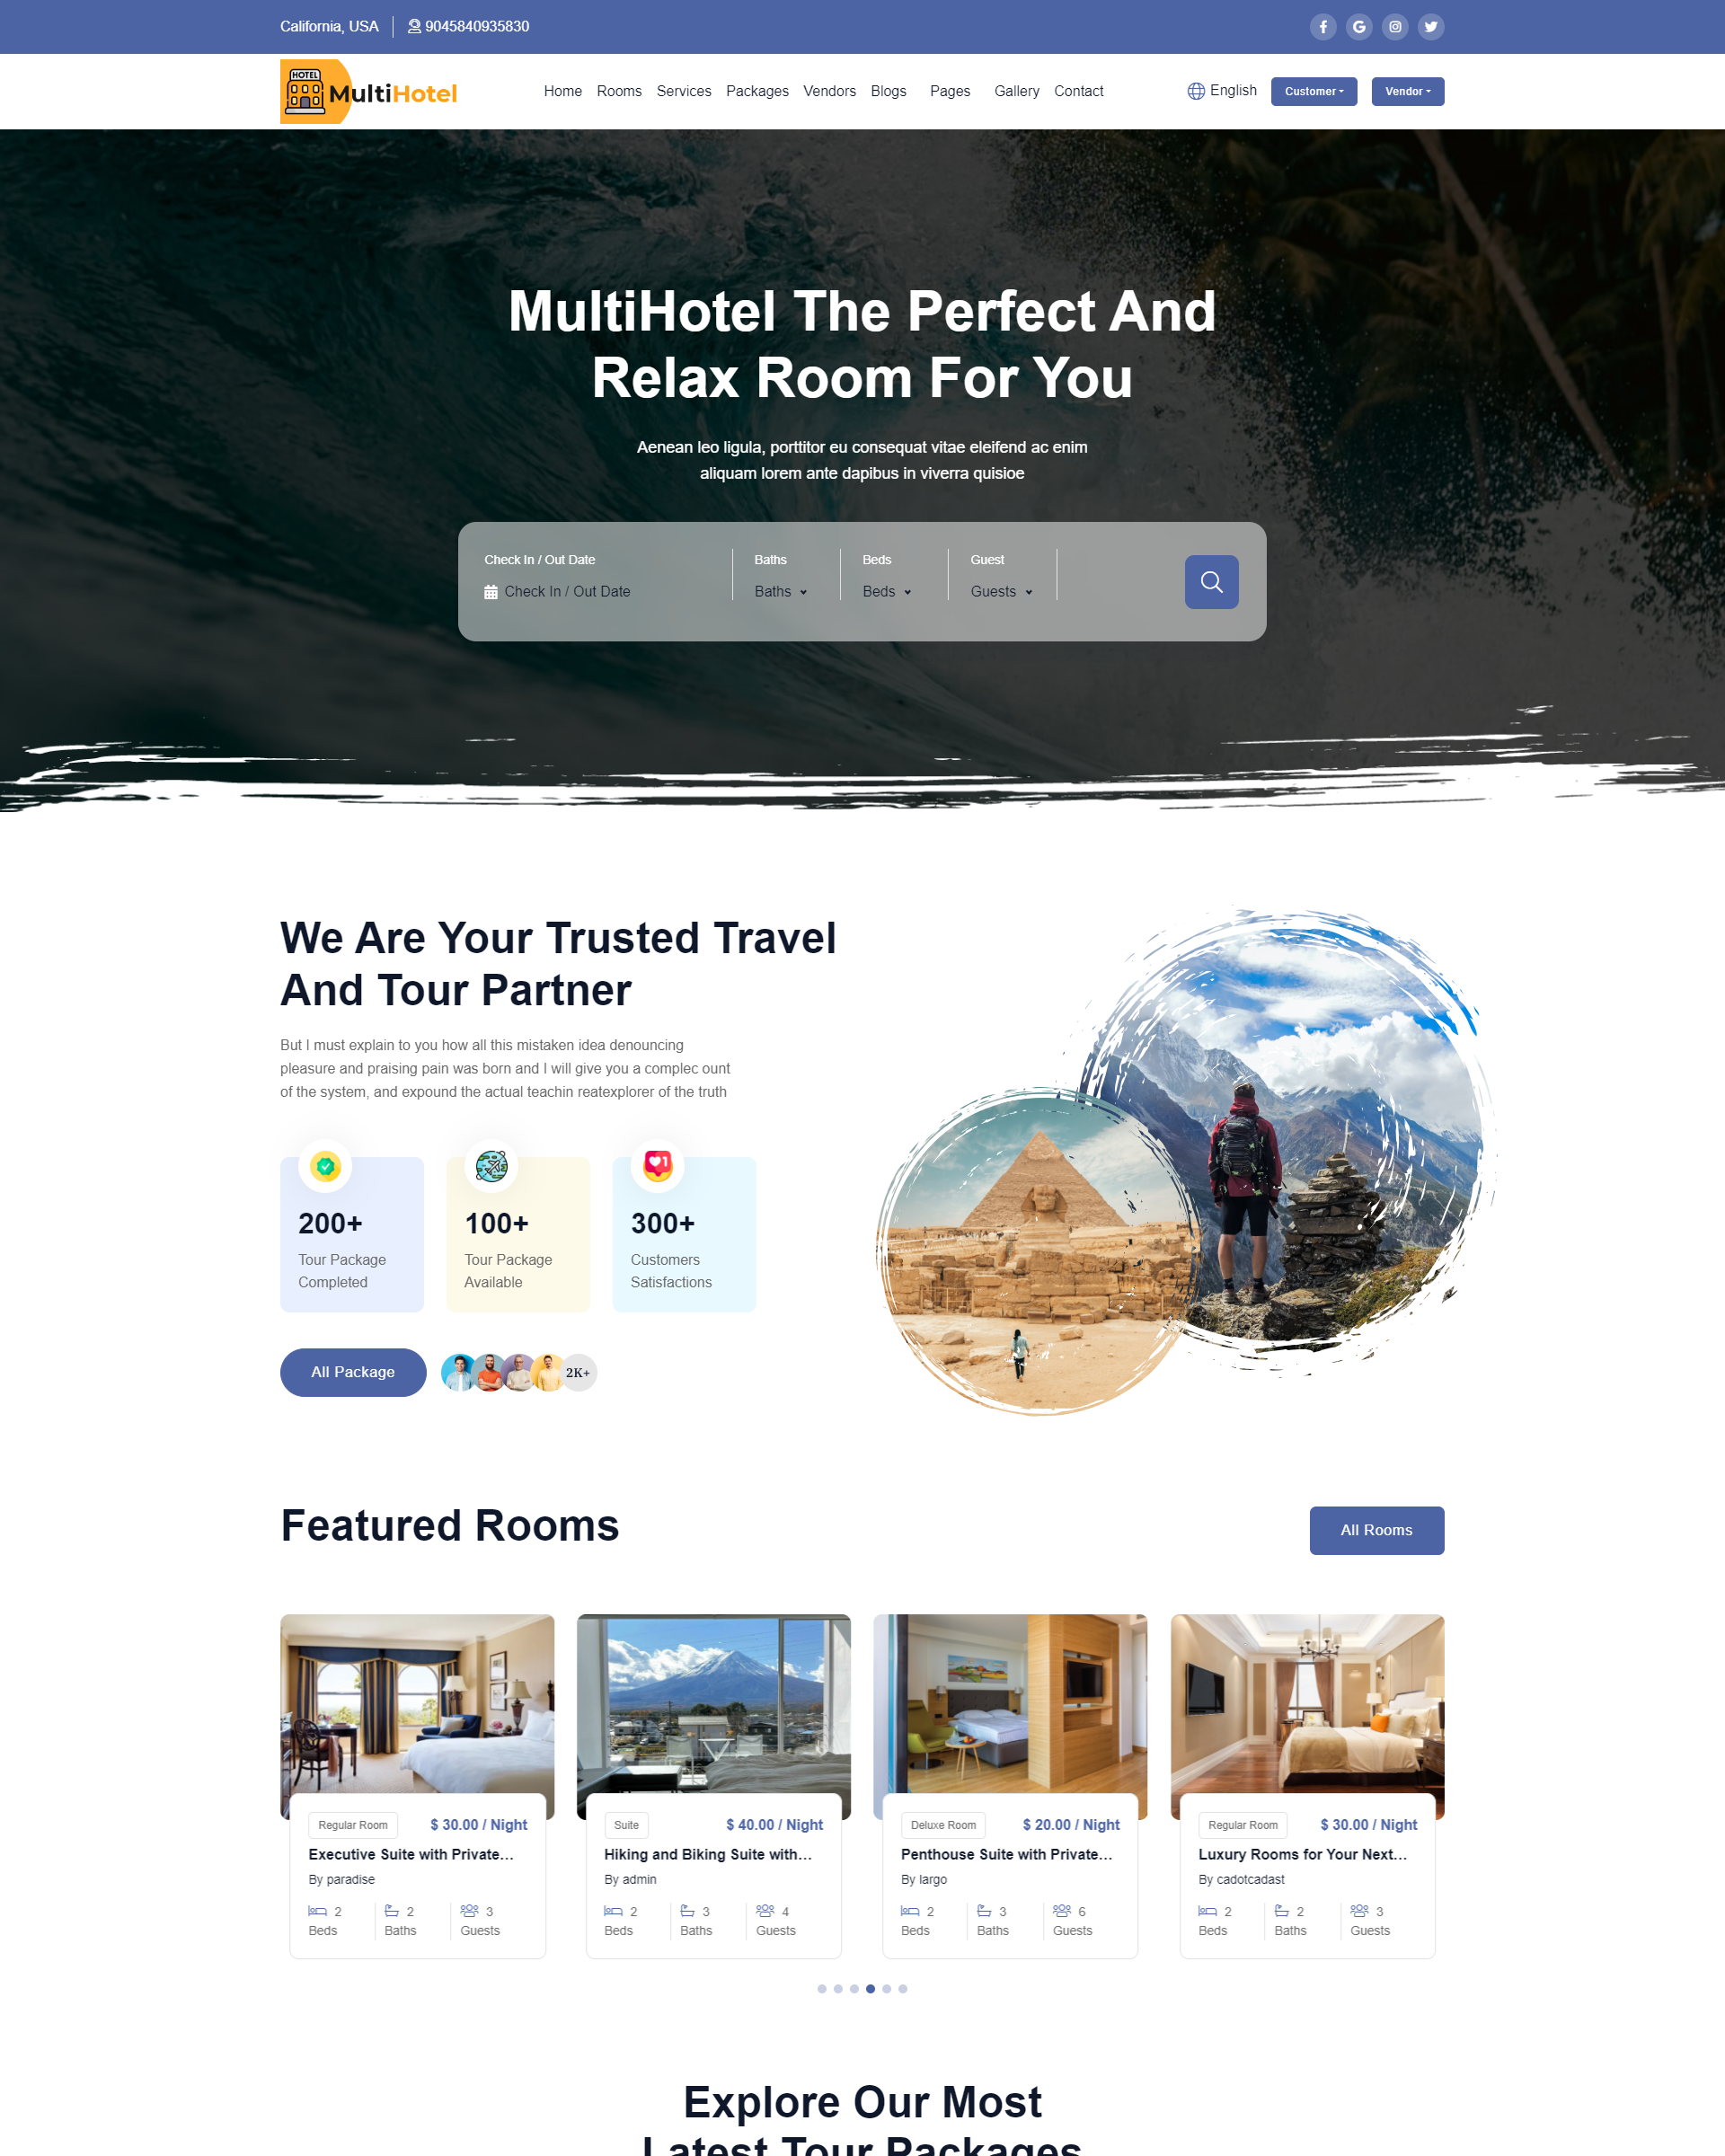 California, USA
9045840935830
HOTEL
MultiHotel
Home Rooms Services Packages Vendors Blogs Pages Gallery Contact
English
Customer
Vendor
MultiHotel The Perfect And
Relax Room For You
Aenean leo ligula, porttitor eu consequat vitae eleifend ac enim
aliquam lorem ante dapibus in viverra quisioe
Check In / Out Date
Check In / Out Date
Baths
Baths
Beds
Beds
Guest
Guests
We Are Your Trusted Travel
And Tour Partner
But I must explain to you how all this mistaken idea denouncing
pleasure and praising pain was born and I will give you a complec ount
of the system, and expound the actual teachin reatexplorer of the truth
200+
Tour Package
Completed
100+
Tour Package
Available
1
300+
Customers
Satisfactions
All Package
2K+
Featured Rooms
All Rooms
Regular Room
$ 30.00 / Night
Executive Suite with Private...
By paradise
2
Beds
2
Baths
3
Guests
Suite
$ 40.00 / Night
Hiking and Biking Suite with...
By admin
2
Beds
3
Baths
4
Guests
Deluxe Room
$ 20.00 / Night
Penthouse Suite with Private...
By largo
2
Beds
3
Baths
6
Guests
Regular Room
$ 30.00 / Night
Luxury Rooms for Your Next...
By cadotcadast
2
Beds
2
Baths
3
Guests
Explore Our Most
Latest Tour Packages